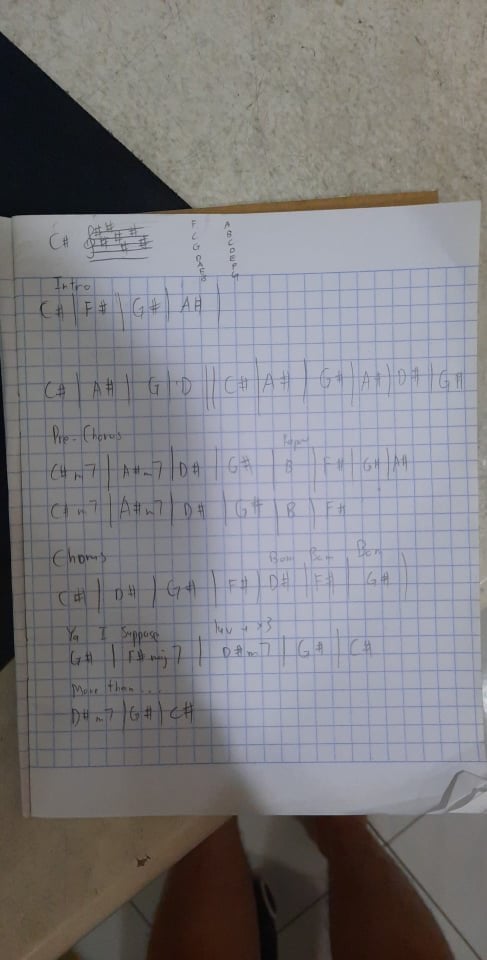 C#
F
C
G
D
A
E
B
A
B
C
D
E
F
G
Intro
C# | F# | G# | A# |
C# | A# | G | D || C# | A# | G# | A# | D# | G#
Pre-Chorus
Repeat
C#m7 | A#m7 | D# | G# | B | F# | G# | A#
C#m7 | A#m7 | D# | G# | B | F#
Chorus
Bom Bom Bom
C# | D# | G# | F# | D# | F# | G# |
Ya I suppose x3
G# | F#maj7 | D#m7 | G# | C#
More than...
D#m7 | G# | C#